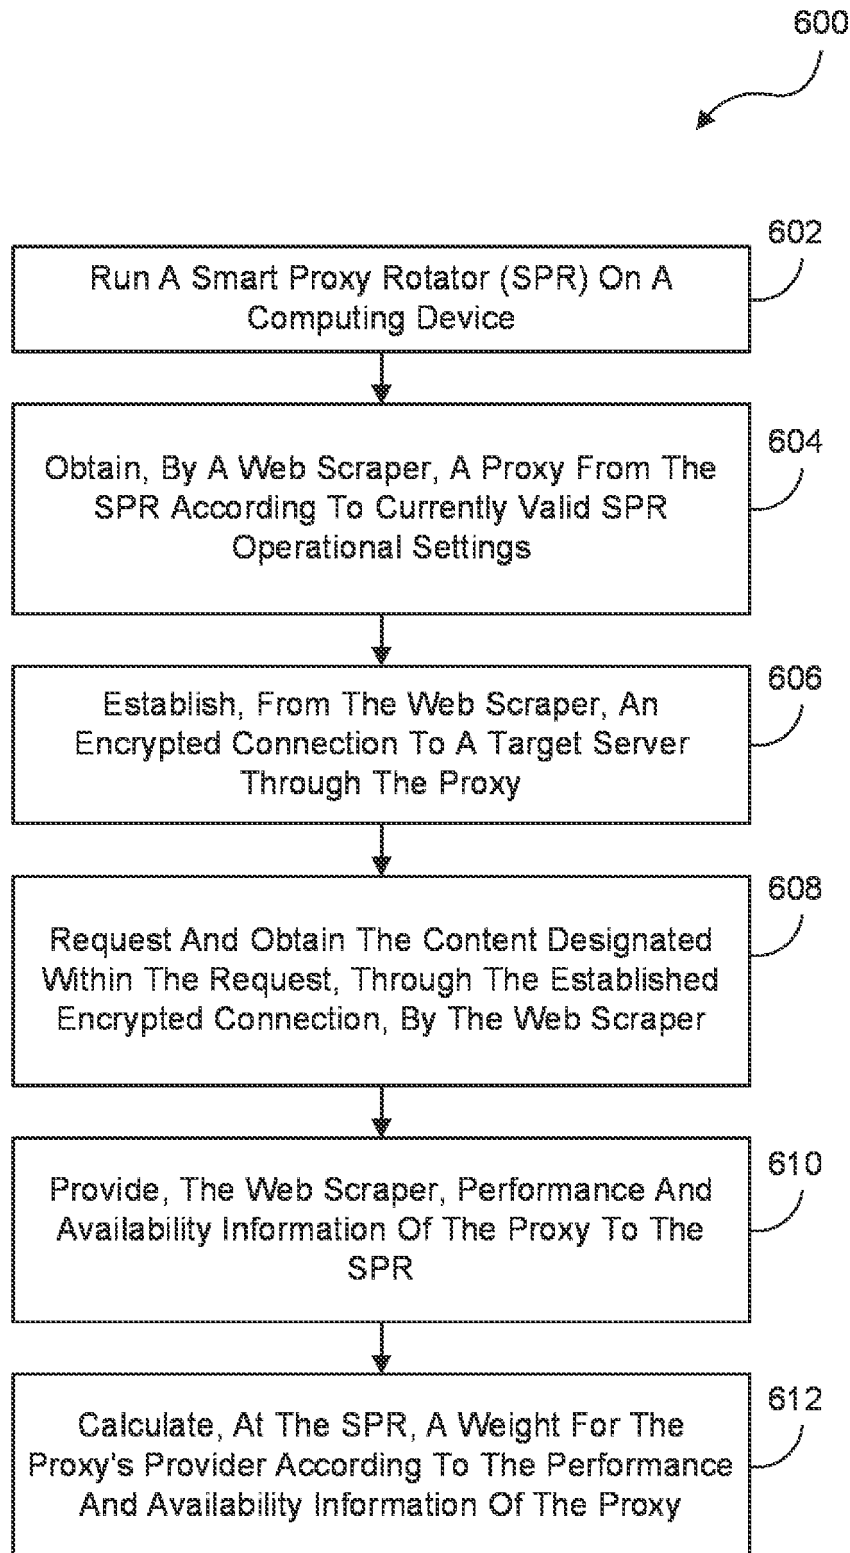 600
602
Run A Smart Proxy Rotator (SPR) On A
Computing Device
604
Obtain, By A Web Scraper, A Proxy From The
SPR According To Currently Valid SPR
Operational Settings
606
Establish, From The Web Scraper, An
Encrypted Connection To A Target Server
Through The Proxy
608
Request And Obtain The Content Designated
Within The Request, Through The Established
Encrypted Connection, By The Web Scraper
610
Provide, The Web Scraper, Performance And
Availability Information Of The Proxy To The
SPR
612
Calculate, At The SPR, A Weight For The
Proxy's Provider According To The Performance
And Availability Information Of The Proxy